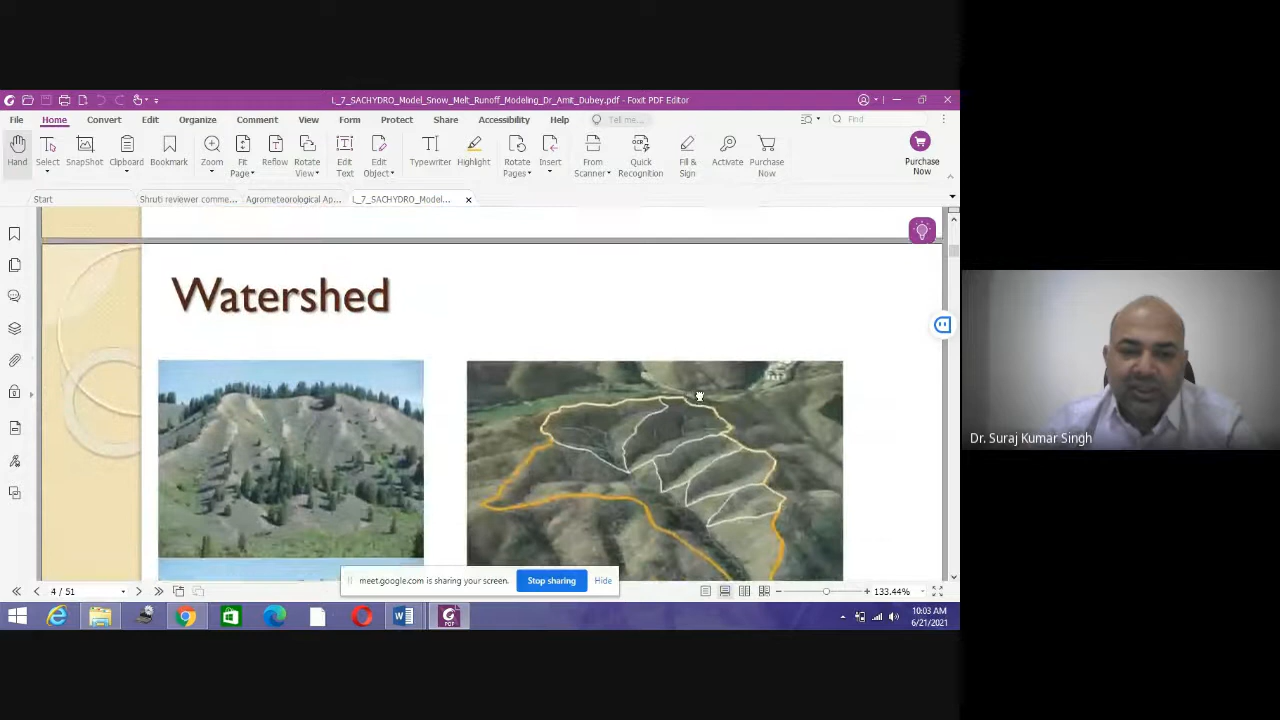 L_7_SACHYDRO_Model_Snow_Melt_Runoff_Modeling_Dr_Amit_Dubey.pdf - Foxit PDF Editor
File Home Convert Edit Organize Comment View Form Protect Accessibility Help Tell me... Find
Hand Select SnapShot Clipboard Bookmark Zoom Fit Page Reflow Rotate View Edit Text Edit Object Typewriter Highlight Rotate Pages Insert From Scanner Quick Recognition Fill & Sign Activate Purchase Now Purchase Now
Start Shruti reviewer comme... Agrometeorological Ap... L_7_SACHYDRO_Model...
Watershed
Dr. Suraj Kumar Singh
meet.google.com is sharing your screen. Stop sharing Hide
4 / 51 133.44%
10:03 AM
6/21/2021